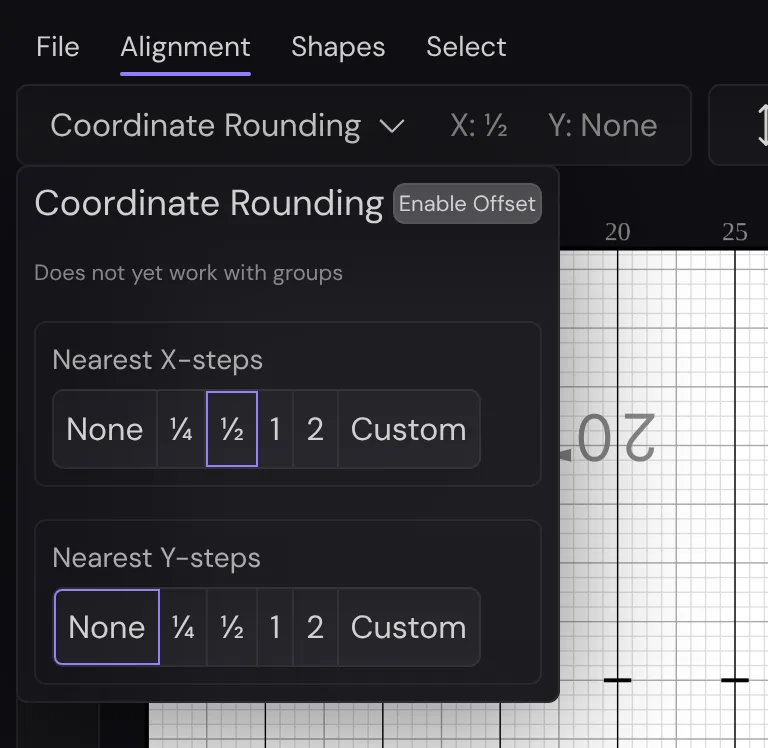 File Alignment Shapes Select
Coordinate Rounding X: ½ Y: None
Coordinate Rounding Enable Offset
Does not yet work with groups
20 25
Nearest X-steps
None ¼ ½ 1 2 Custom
20
Nearest Y-steps
None ¼ ½ 1 2 Custom